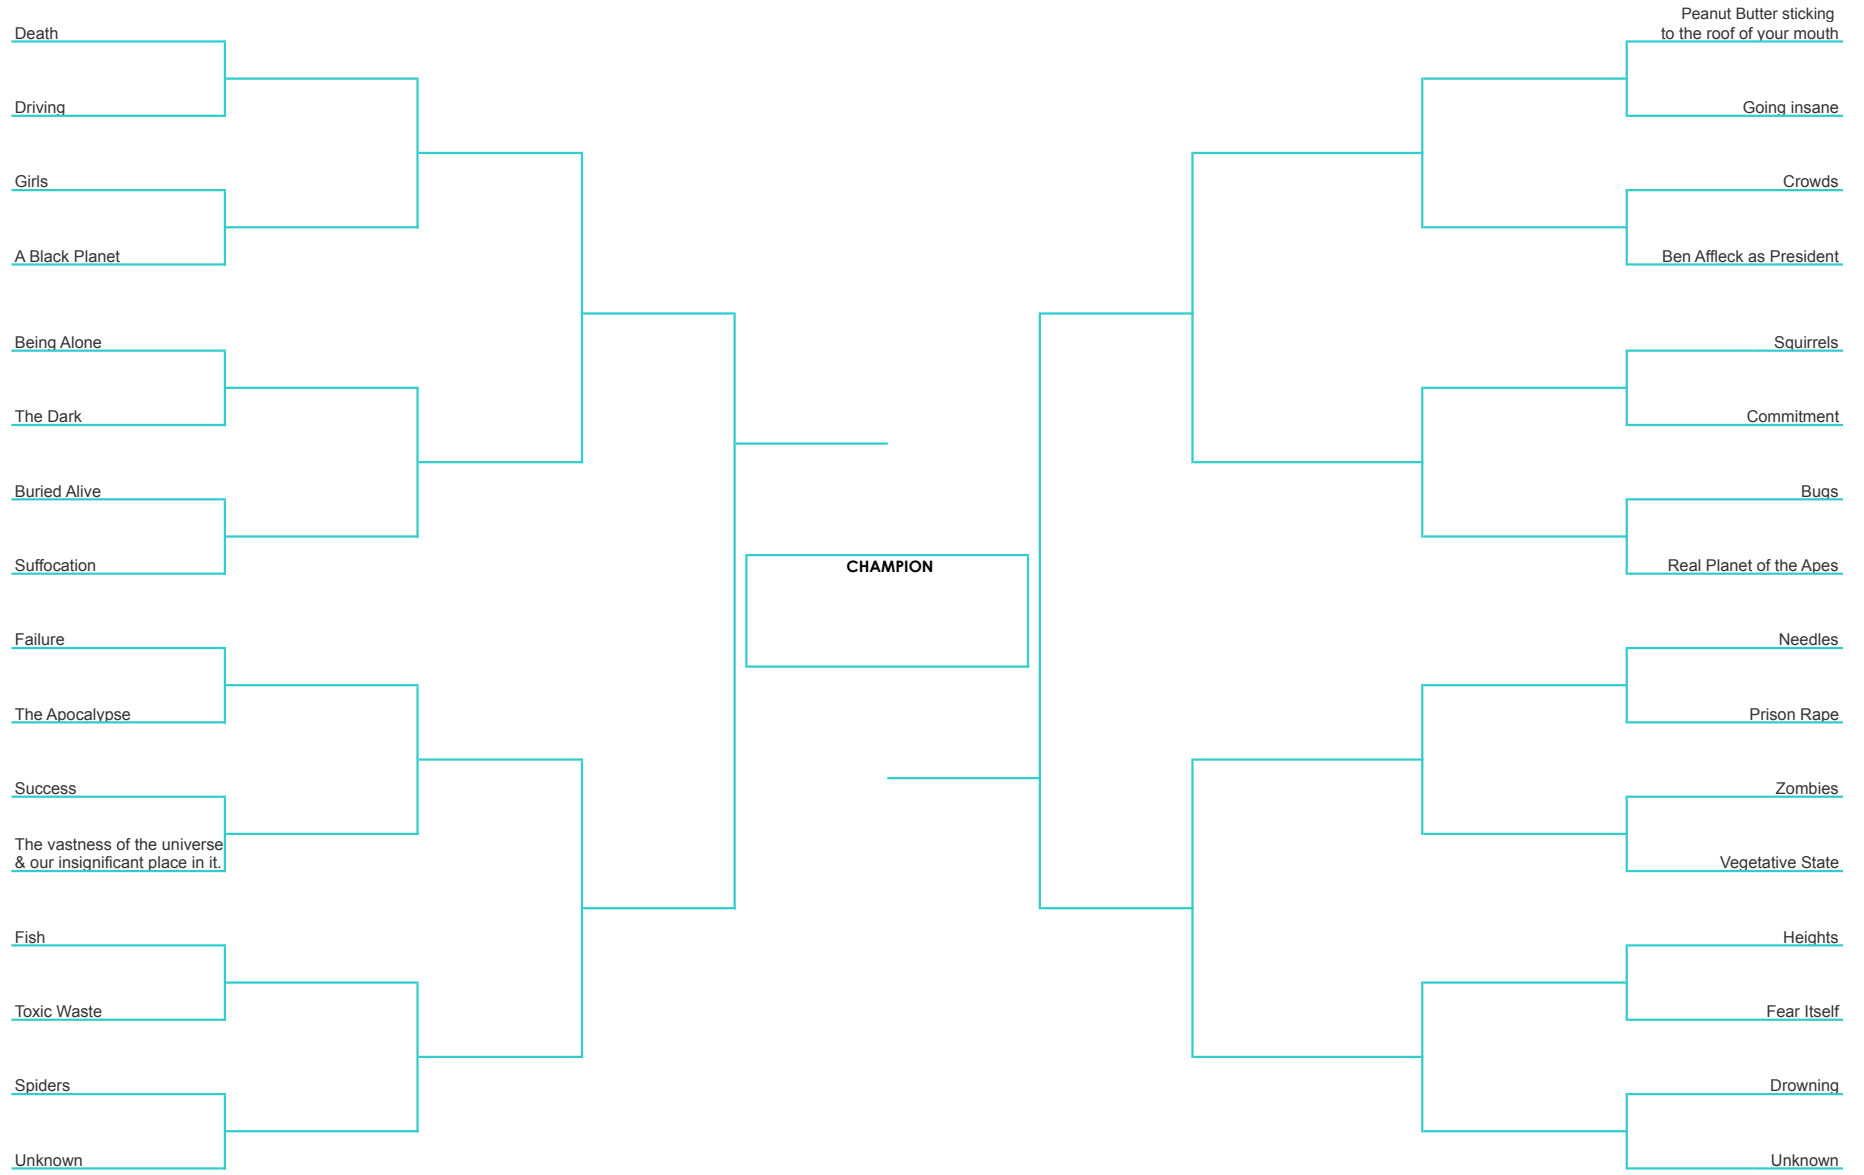 Death
Driving
Girls
A Black Planet
Being Alone
The Dark
Buried Alive
Suffocation
Failure
The Apocalypse
Success
The vastness of the universe
& our insignificant place in it.
Fish
Toxic Waste
Spiders
Unknown
CHAMPION
Peanut Butter sticking
to the roof of your mouth
Going insane
Crowds
Ben Affleck as President
Squirrels
Commitment
Bugs
Real Planet of the Apes
Needles
Prison Rape
Zombies
Vegetative State
Heights
Fear Itself
Drowning
Unknown